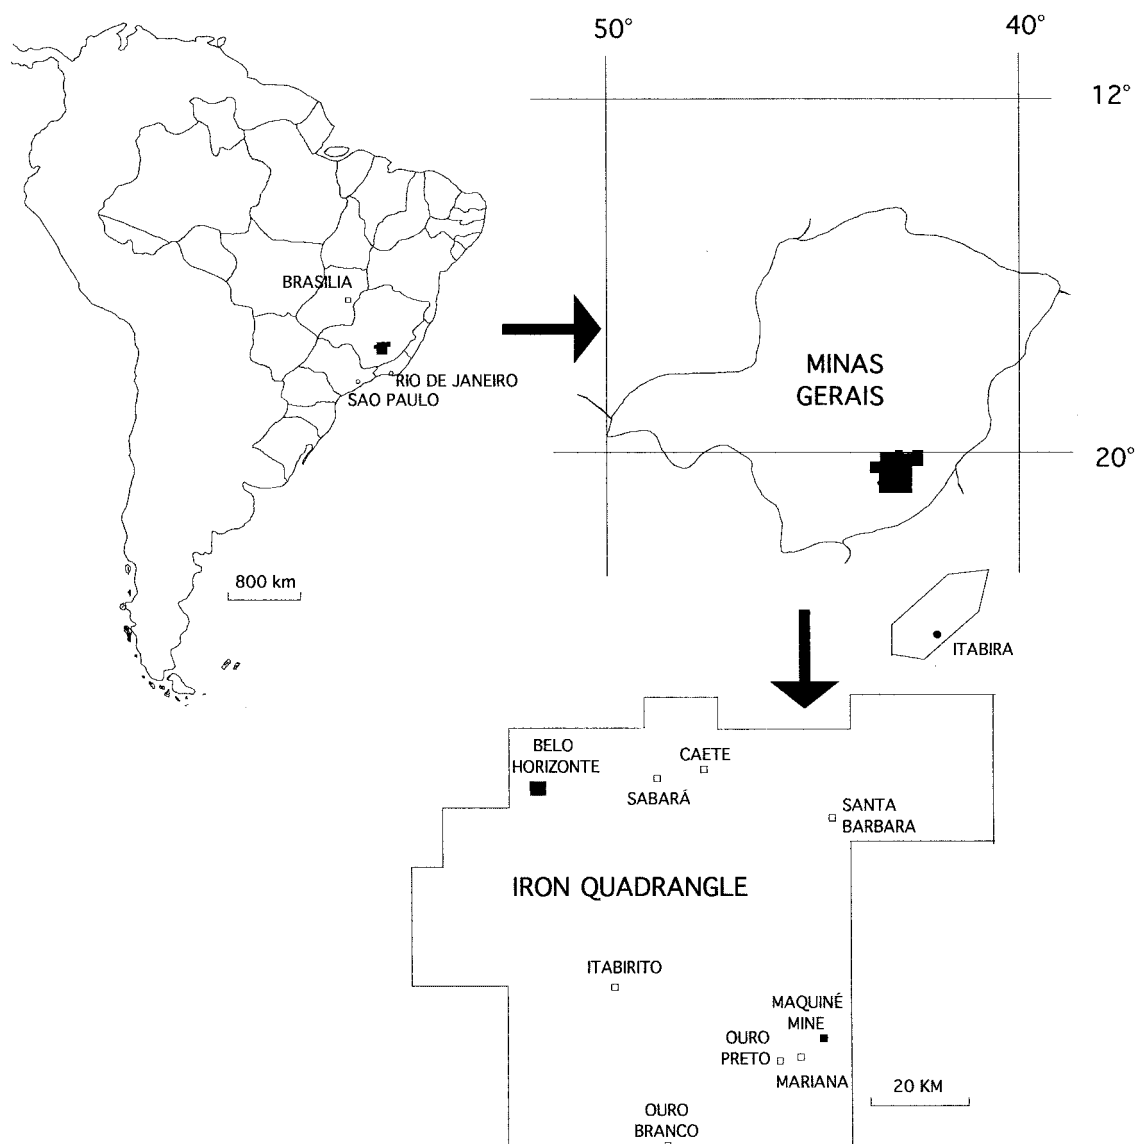 50°
40°
12°
BRASILIA
RIO DE JANEIRO
SAO PAULO
800 km
MINAS
GERAIS
20°
ITABIRA
BELO
HORIZONTE
CAETE
SABARÁ
SANTA
BARBARA
IRON QUADRANGLE
ITABIRITO
MAQUINÉ
MINE
OURO
PRETO
MARIANA
20 KM
OURO
BRANCO